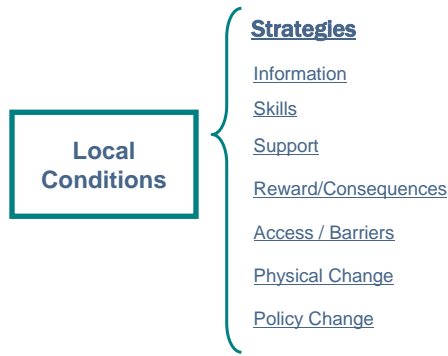 Local
Conditions
Strategies
Information
Skills
Support
Reward/Consequences
Access / Barriers
Physical Change
Policy Change